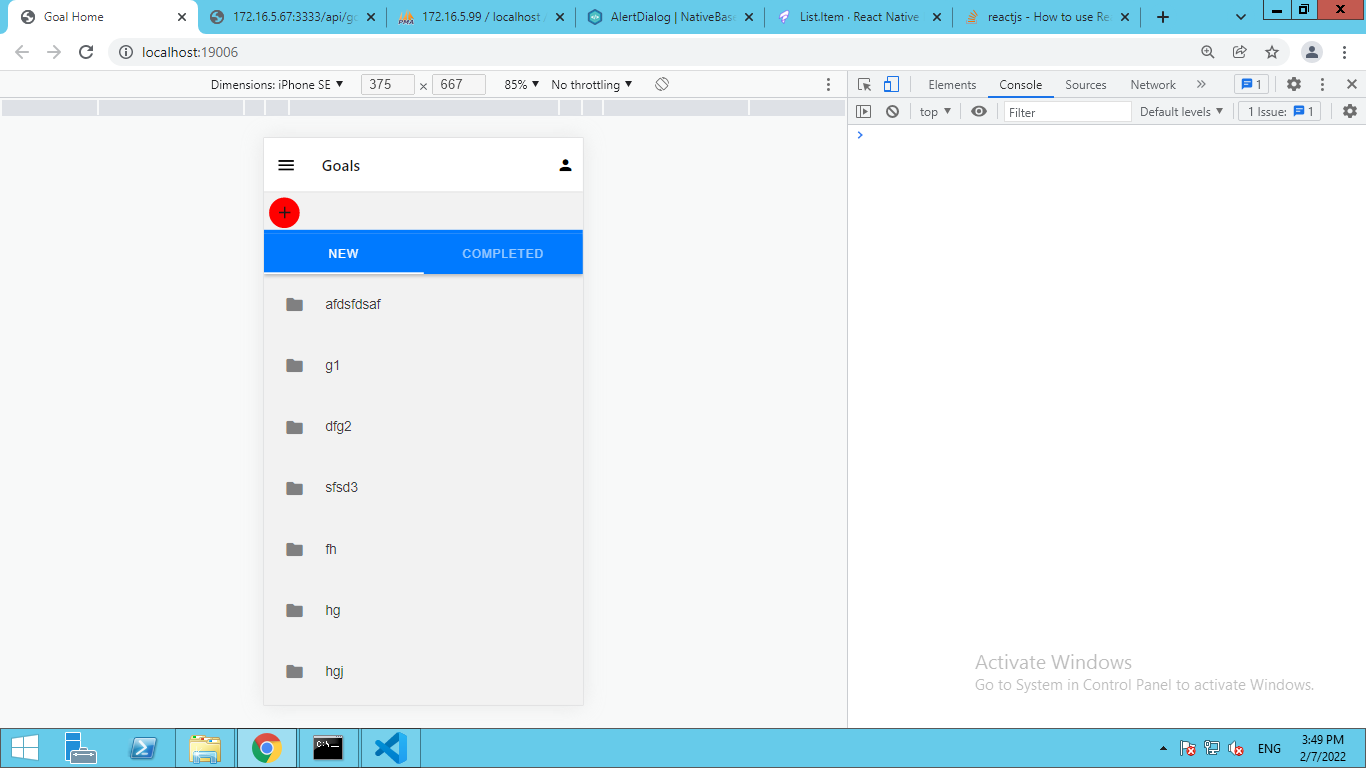 Goal Home
172.16.5.67:3333/api/go
172.16.5.99 / localhost /
AlertDialog | NativeBase
List.Item · React Native
reactjs - How to use Rea
localhost:19006
Dimensions: iPhone SE
375 × 667
85%
No throttling
Elements
Console
Sources
Network
1
top
Filter
Default levels
1 Issue: 1
Goals
NEW
COMPLETED
afdsfdsaf
g1
dfg2
sfsd3
fh
hg
hgj
Activate Windows
Go to System in Control Panel to activate Windows.
ENG
3:49 PM
2/7/2022